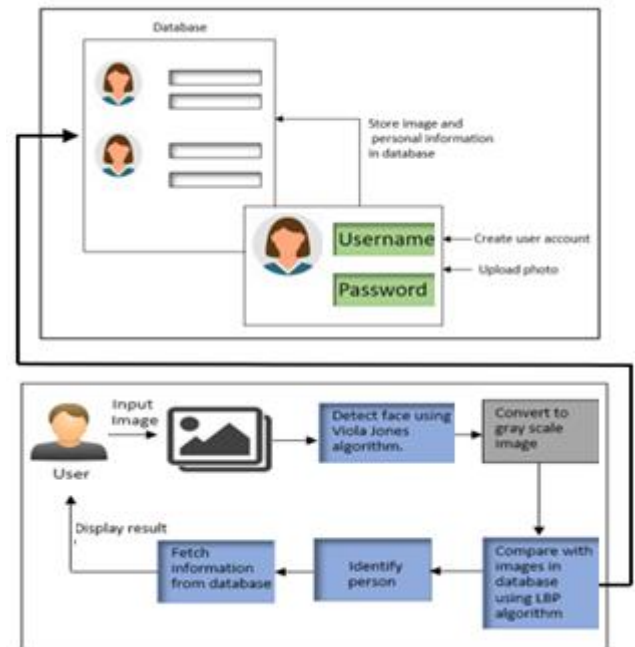 Database
Store image and
personal information
in database
Username
Create user account
Upload photo
Password
Input
Image
User
Detect face using
Viola Jones
algorithm.
Convert to
gray scale
image
Compare with
images in
database
using LBP
algorithm
Identify
person
Fetch
information
from database
Display result